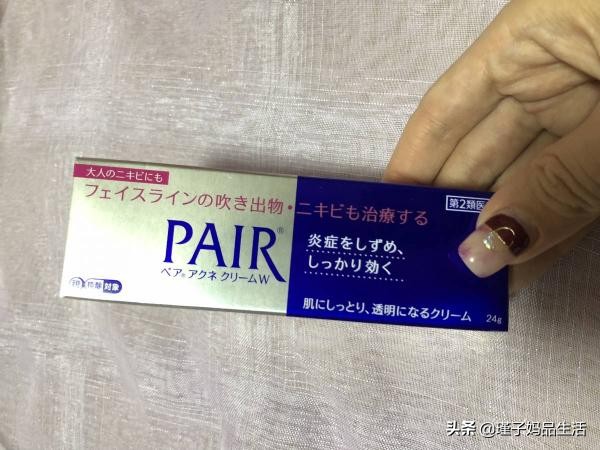 大人のニキビにも
フェイスラインの吹き出物・ニキビも治療する
第2類医
PAIR®
ペア® アクネ クリームW
炎症をしずめ、
しっかり効く
対象
肌にしっとり、透明になるクリーム
24g
头条 @瑾子妈品生活